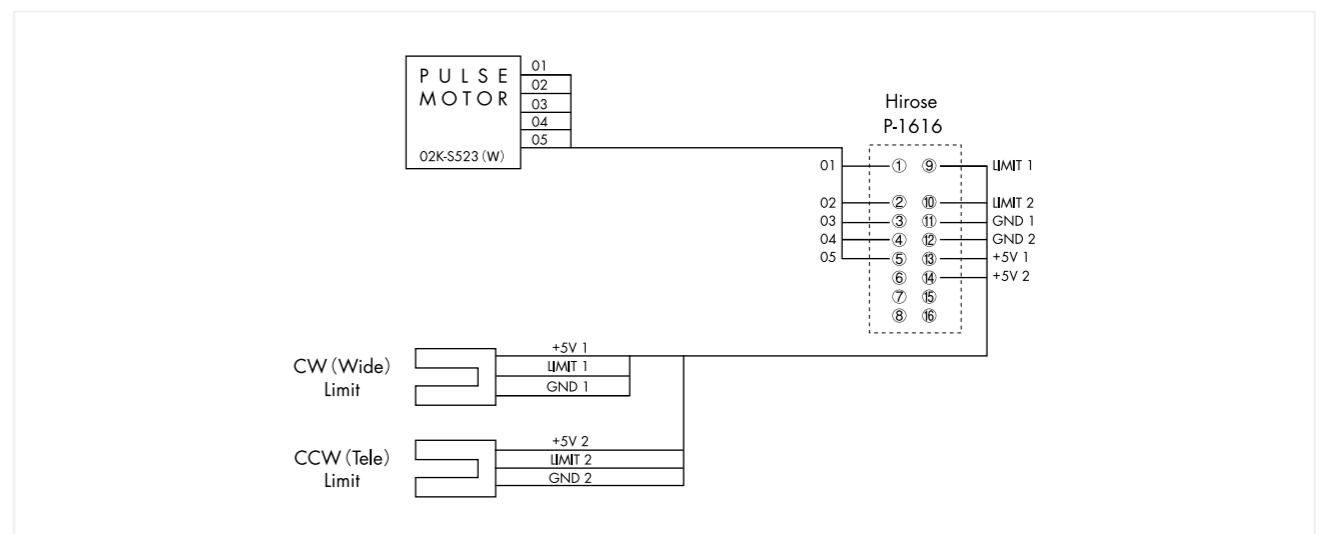 PULSE
MOTOR
02K-S523 (W)
01
02
03
04
05
Hirose
P-1616
01 ① ⑨ LIMIT 1
02 ② ⑩ LIMIT 2
03 ③ ⑪ GND 1
04 ④ ⑫ GND 2
05 ⑤ ⑬ +5V 1
⑥ ⑭ +5V 2
⑦ ⑮
⑧ ⑯
CW (Wide)
Limit
+5V 1
LIMIT 1
GND 1
CCW (Tele)
Limit
+5V 2
LIMIT 2
GND 2